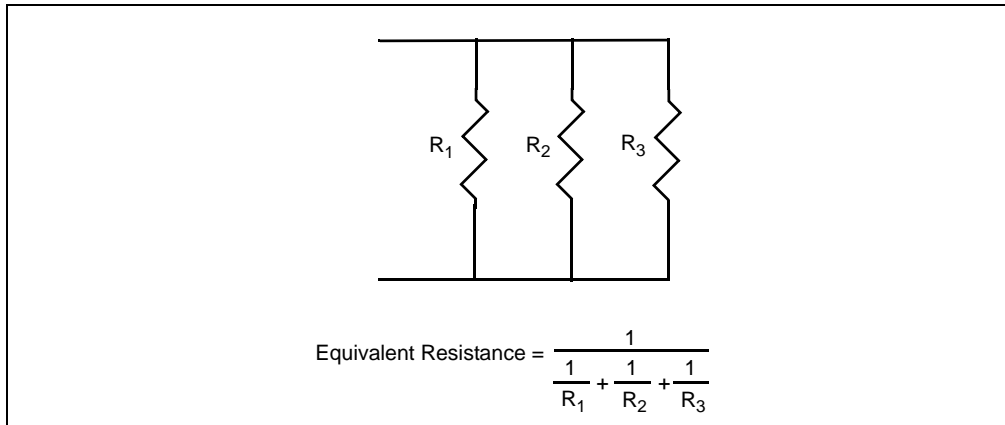 R1 R2 R3
Equivalent Resistance = 1
1 + 1 + 1
R1 R2 R3